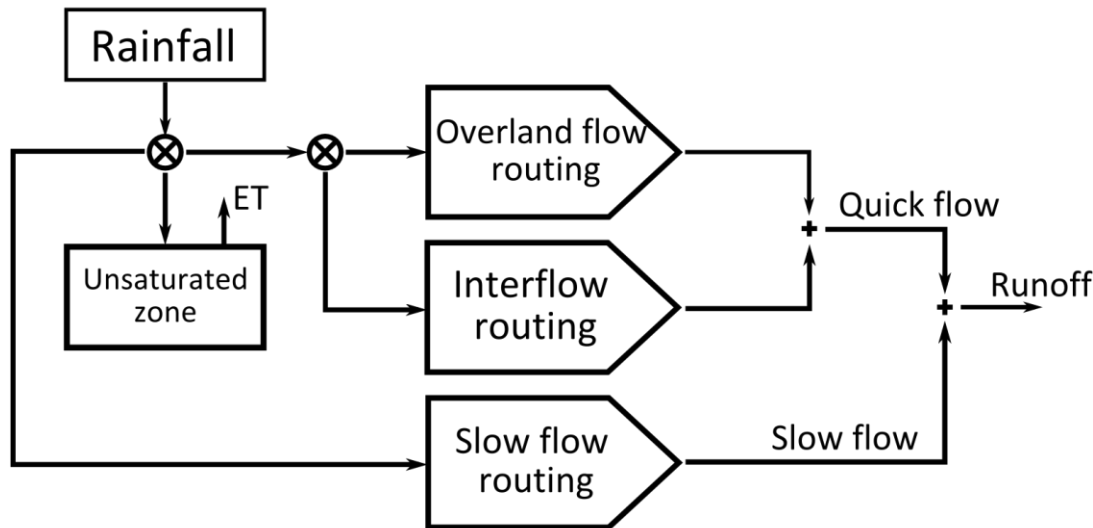 Rainfall
Overland flow
routing
ET
Quick flow
Unsaturated
zone
Interflow
routing
Runoff
Slow flow
routing
Slow flow